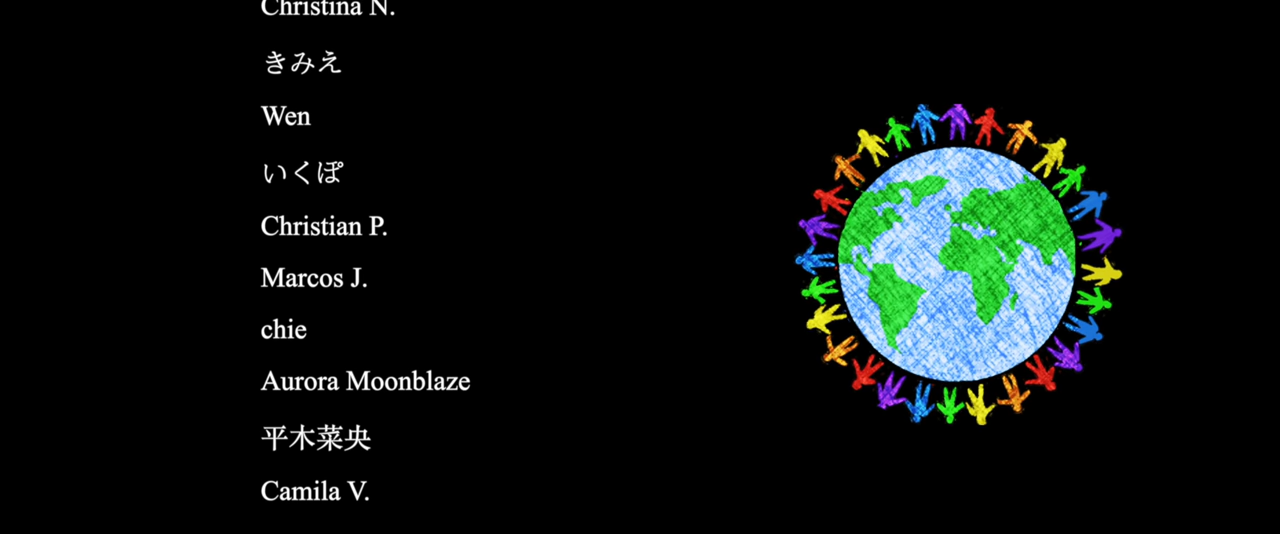 Christina N.
きみえ
Wen
いくぽ
Christian P.
Marcos J.
chie
Aurora Moonblaze
平木菜央
Camila V.